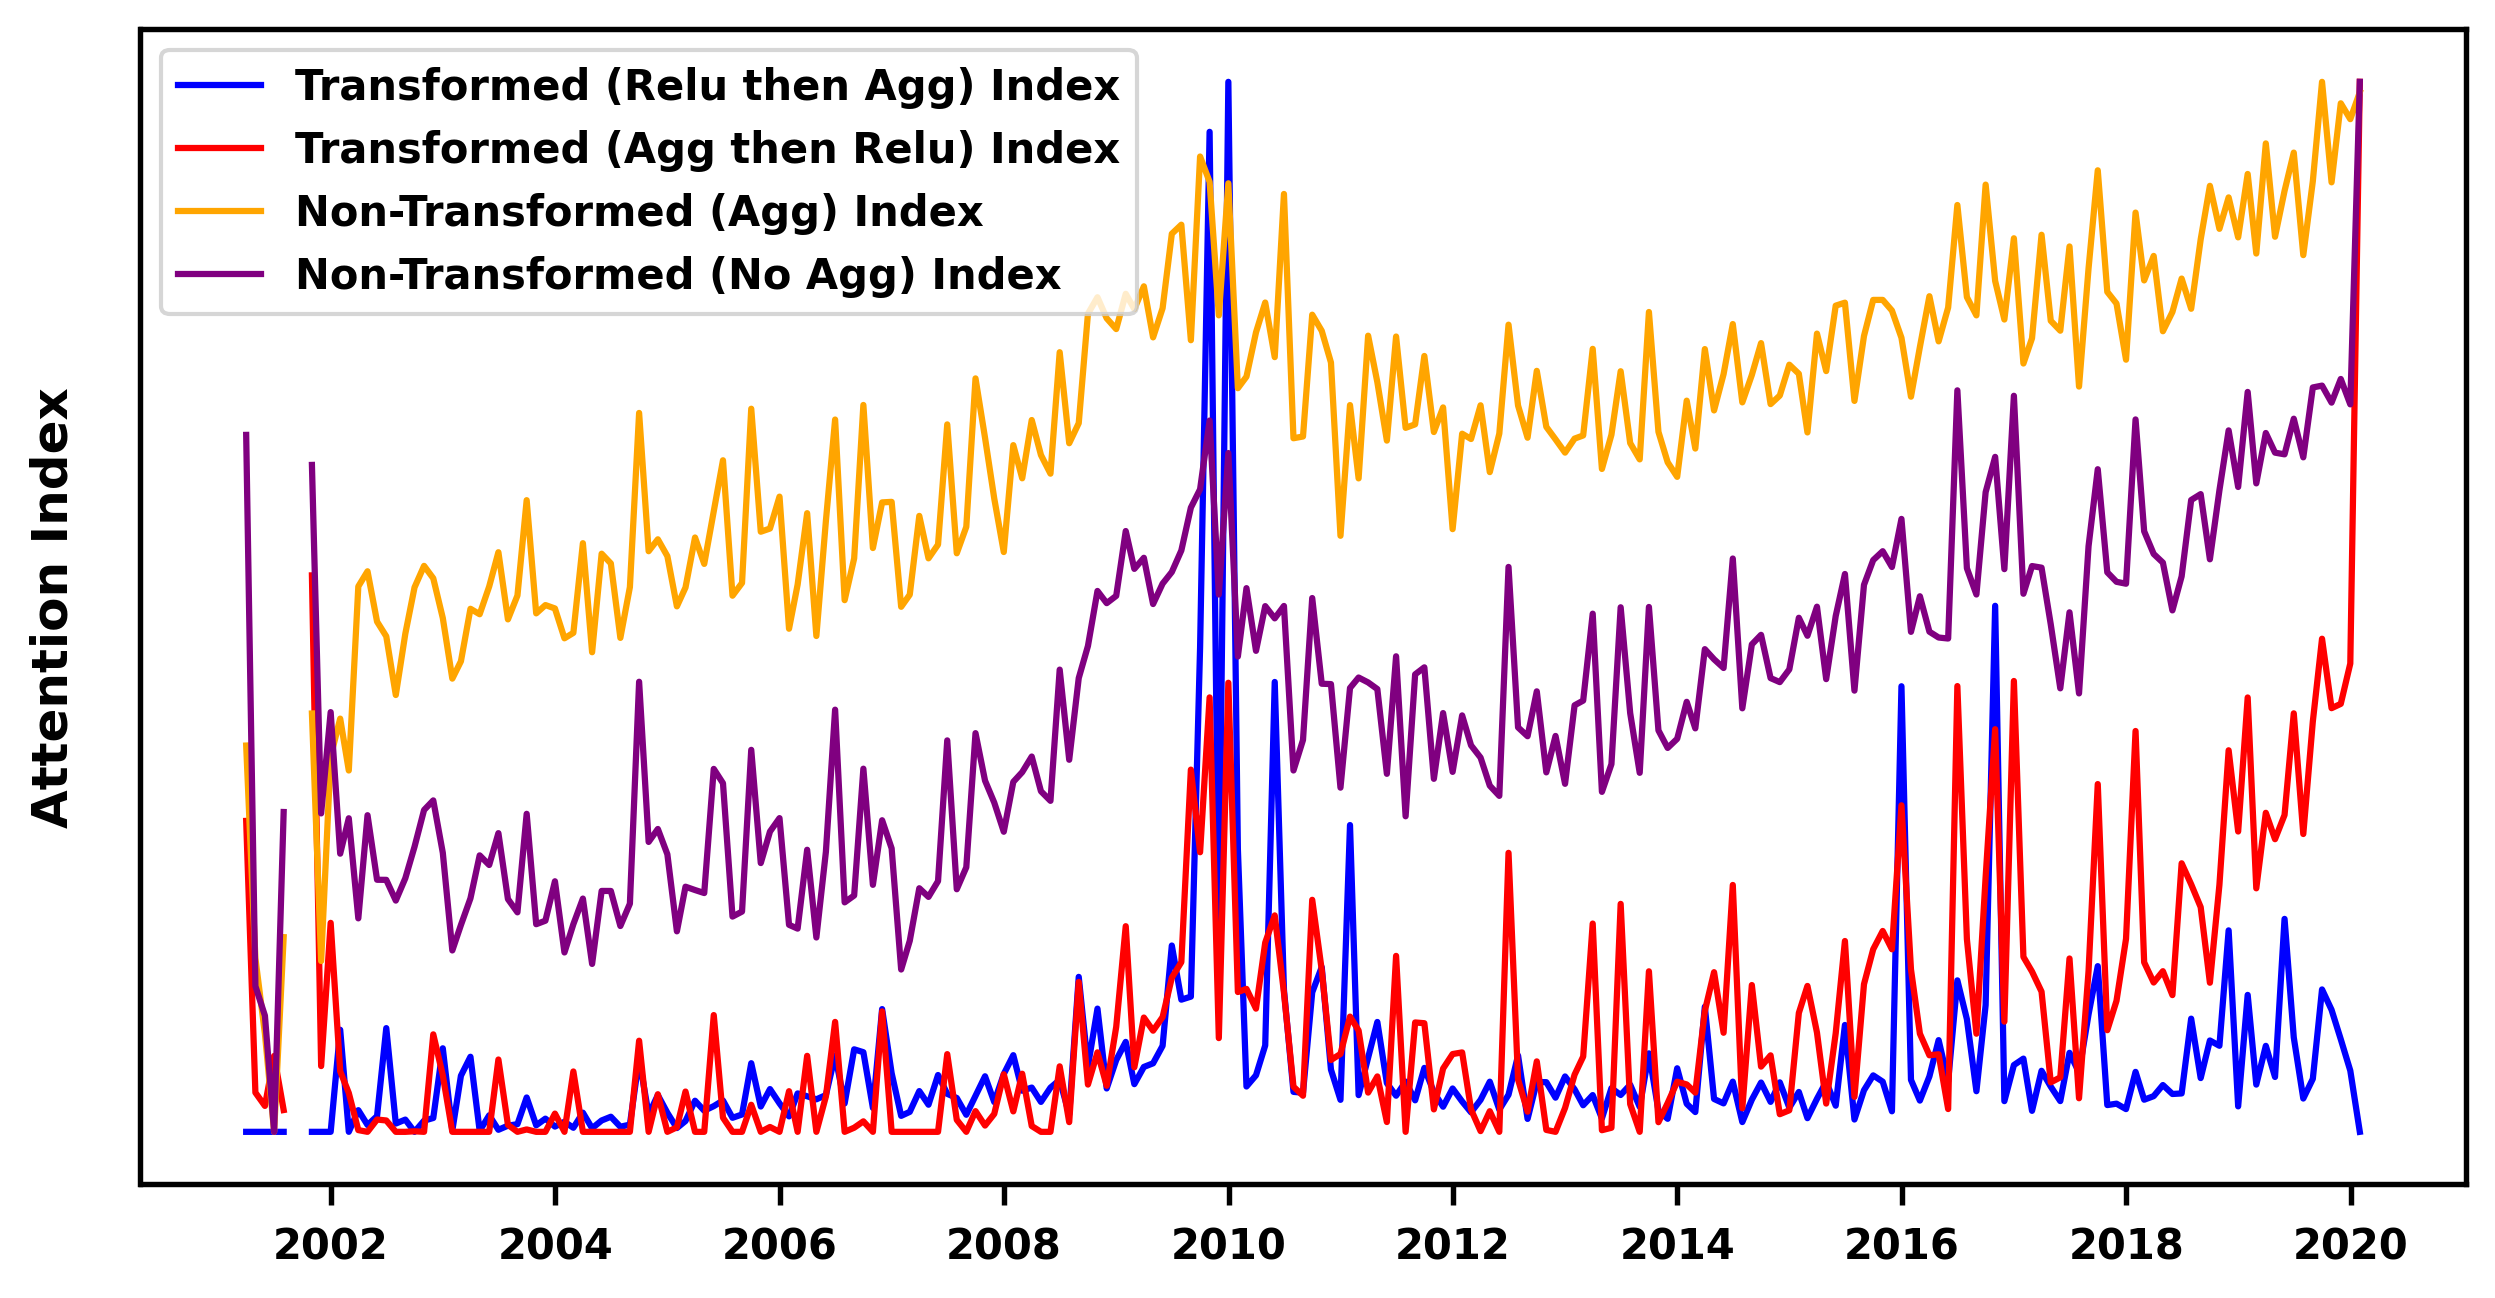 Transformed (Relu then Agg) Index
Transformed (Agg then Relu) Index
Non-Transformed (Agg) Index
Non-Transformed (No Agg) Index
Attention Index
2002 2004 2006 2008 2010 2012 2014 2016 2018 2020